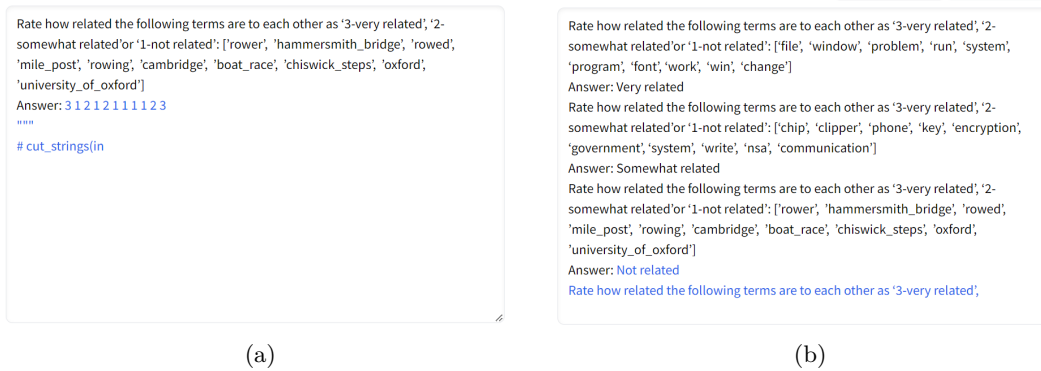 Rate how related the following terms are to each other as ‘3-very related’, ‘2-
somewhat related’or ‘1-not related’: [’rower’, ’hammersmith_bridge’, ’rowed’,
’mile_post’, ’rowing’, ’cambridge’, ’boat_race’, ’chiswick_steps’, ’oxford’,
’university_of_oxford’]
Answer: 3 1 2 1 2 1 1 1 1 2 3
"""
# cut_strings(in
(a)
Rate how related the following terms are to each other as ‘3-very related’, ‘2-
somewhat related’or ‘1-not related’: [‘file’, ‘window’, ‘problem’, ‘run’, ‘system’,
‘program’, ‘font’,‘work’, ‘win’, ‘change’]
Answer: Very related
Rate how related the following terms are to each other as ‘3-very related’, ‘2-
somewhat related’or ‘1-not related’: [‘chip’, ‘clipper’, ‘phone’, ‘key’, ‘encryption’,
‘government’,‘system’, ‘write’, ‘nsa’, ‘communication’]
Answer: Somewhat related
Rate how related the following terms are to each other as ‘3-very related’, ‘2-
somewhat related’or ‘1-not related’: [’rower’, ’hammersmith_bridge’, ’rowed’,
’mile_post’, ’rowing’, ’cambridge’, ’boat_race’, ’chiswick_steps’, ’oxford’,
’university_of_oxford’]
Answer: Not related
Rate how related the following terms are to each other as ‘3-very related’,
(b)